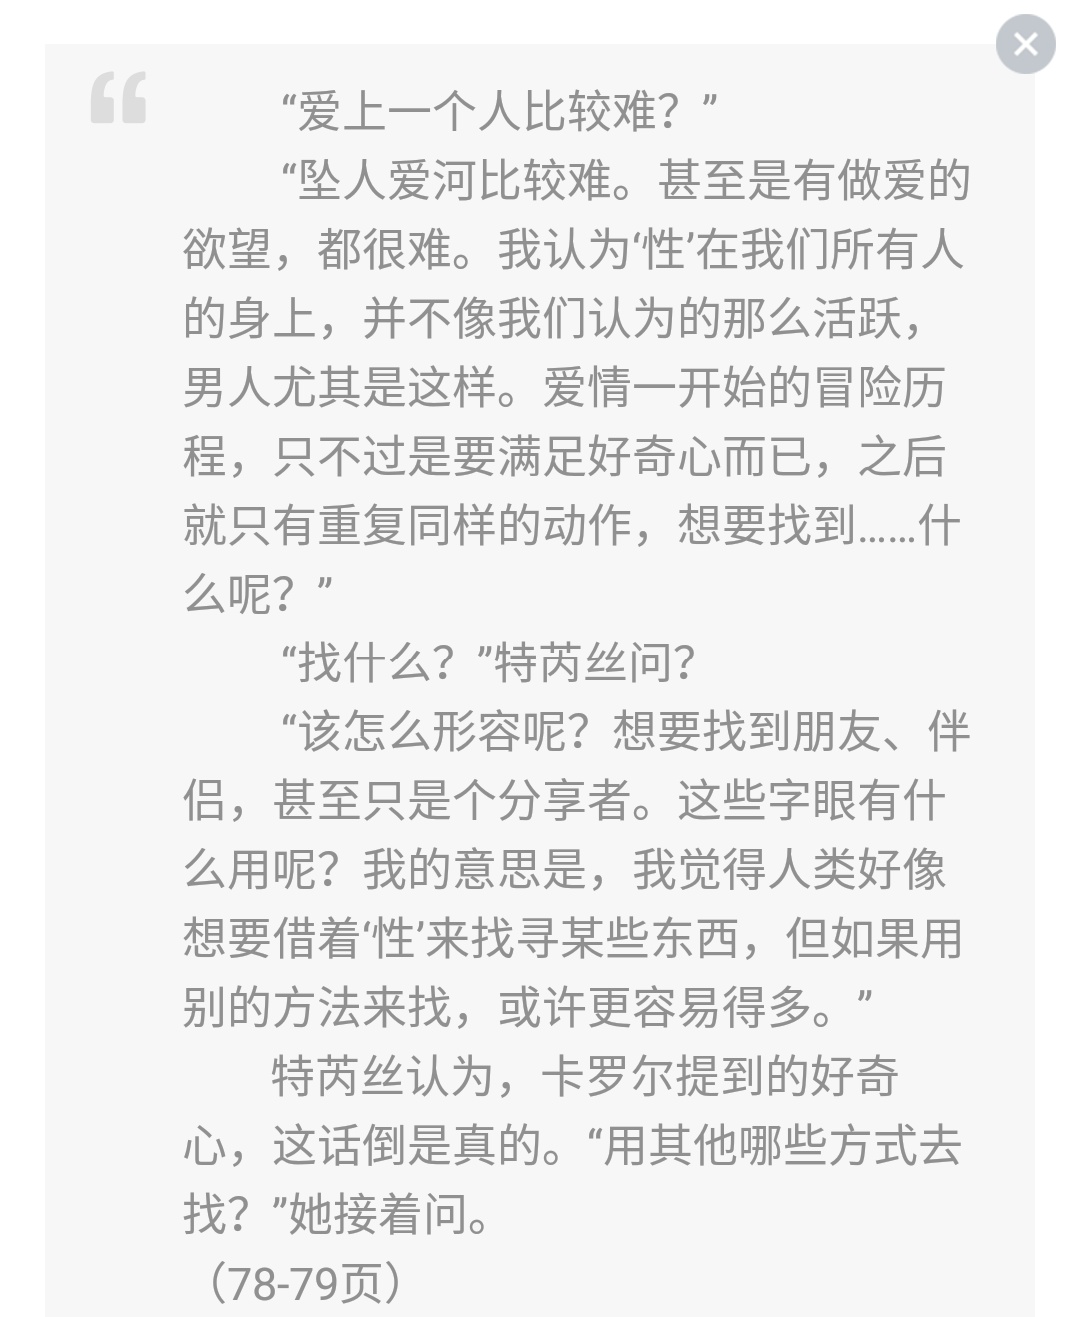 “爱上一个人比较难？”
“坠人爱河比较难。甚至是有做爱的
欲望，都很难。我认为‘性’在我们所有人
的身上，并不像我们认为的那么活跃，
男人尤其是这样。爱情一开始的冒险历
程，只不过是要满足好奇心而已，之后
就只有重复同样的动作，想要找到……什
么呢？”
“找什么？”特芮丝问?
“该怎么形容呢？想要找到朋友、伴
侣，甚至只是个分享者。这些字眼有什
么用呢？我的意思是，我觉得人类好像
想要借着‘性’来找寻某些东西，但如果用
别的方法来找，或许更容易得多。”
特芮丝认为，卡罗尔提到的好奇
心，这话倒是真的。“用其他哪些方式去
找？”她接着问。
（78-79页）